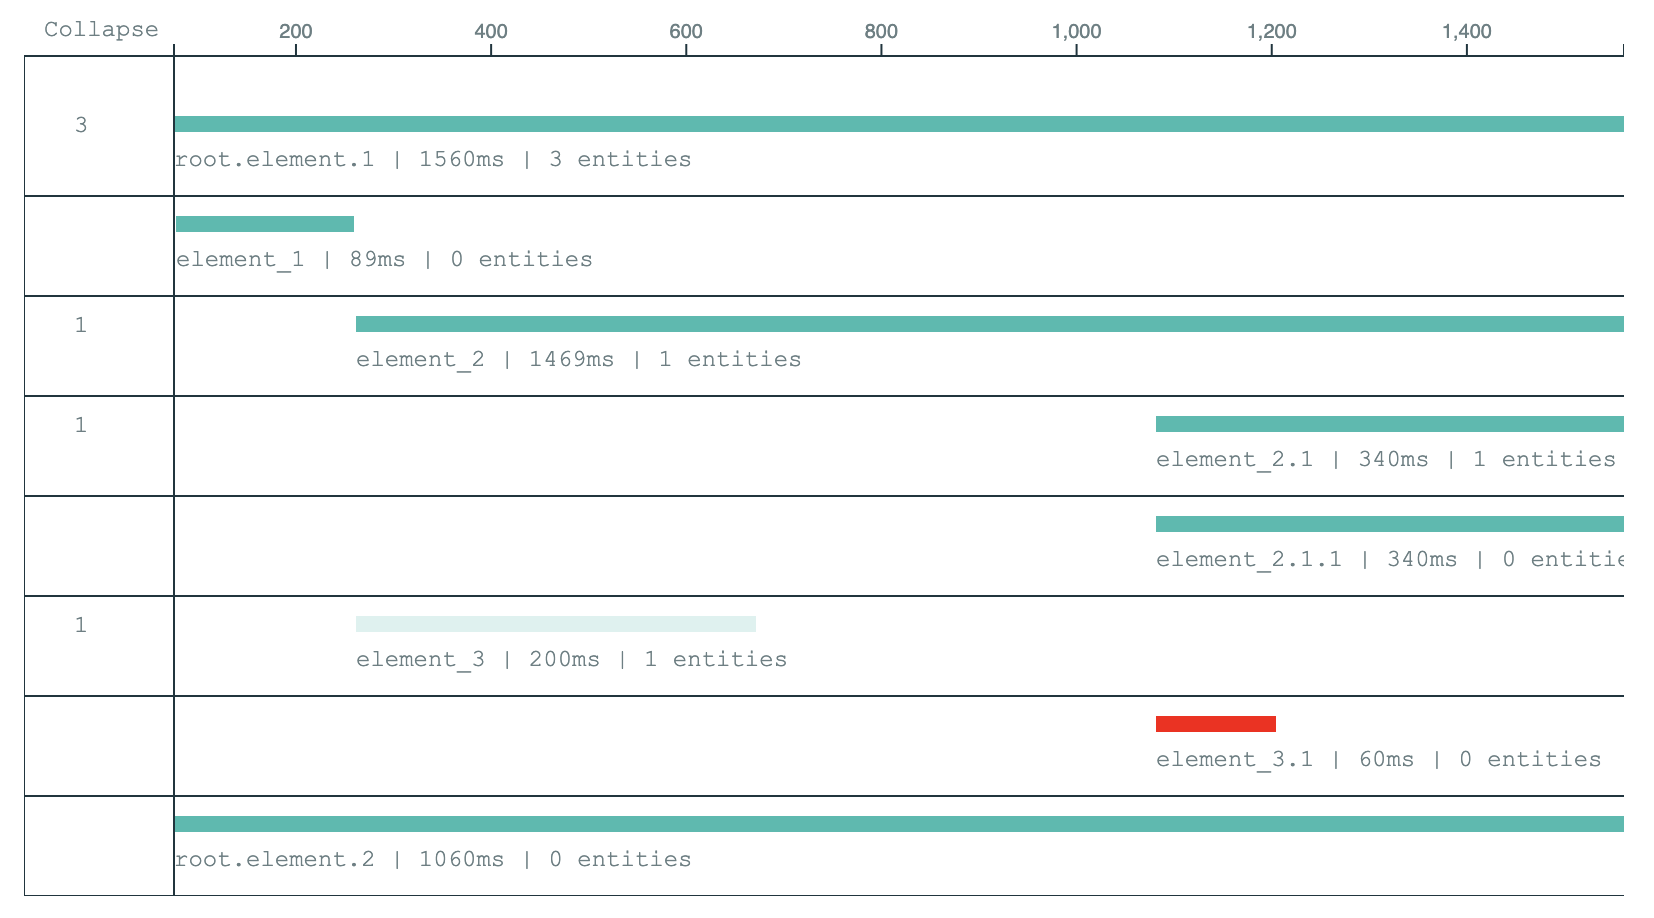 Collapse 200 400 600 800 1,000 1,200 1,400
3
root.element.1 | 1560ms | 3 entities
element_1 | 89ms | 0 entities
1
element_2 | 1469ms | 1 entities
1
element_2.1 | 340ms | 1 entities
element_2.1.1 | 340ms | 0 entitie
1
element_3 | 200ms | 1 entities
element_3.1 | 60ms | 0 entities
root.element.2 | 1060ms | 0 entities